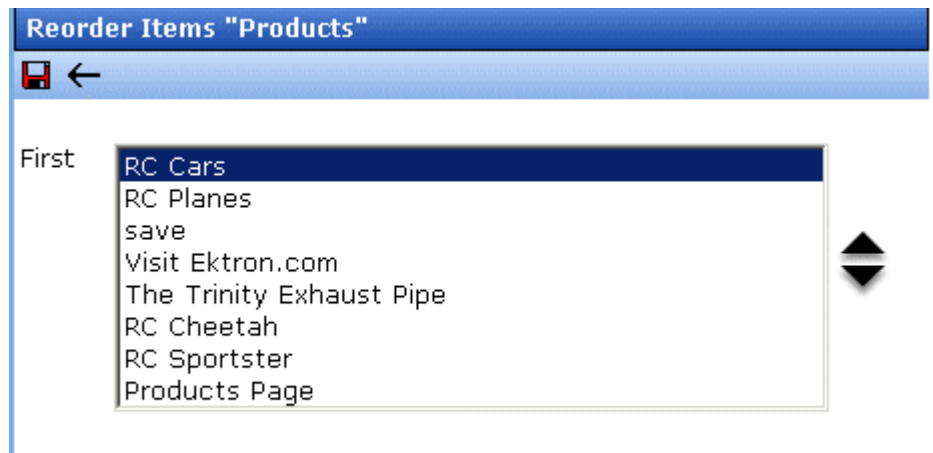 Reorder Items "Products"
First
RC Cars
RC Planes
save
Visit Ektron.com
The Trinity Exhaust Pipe
RC Cheetah
RC Sportster
Products Page